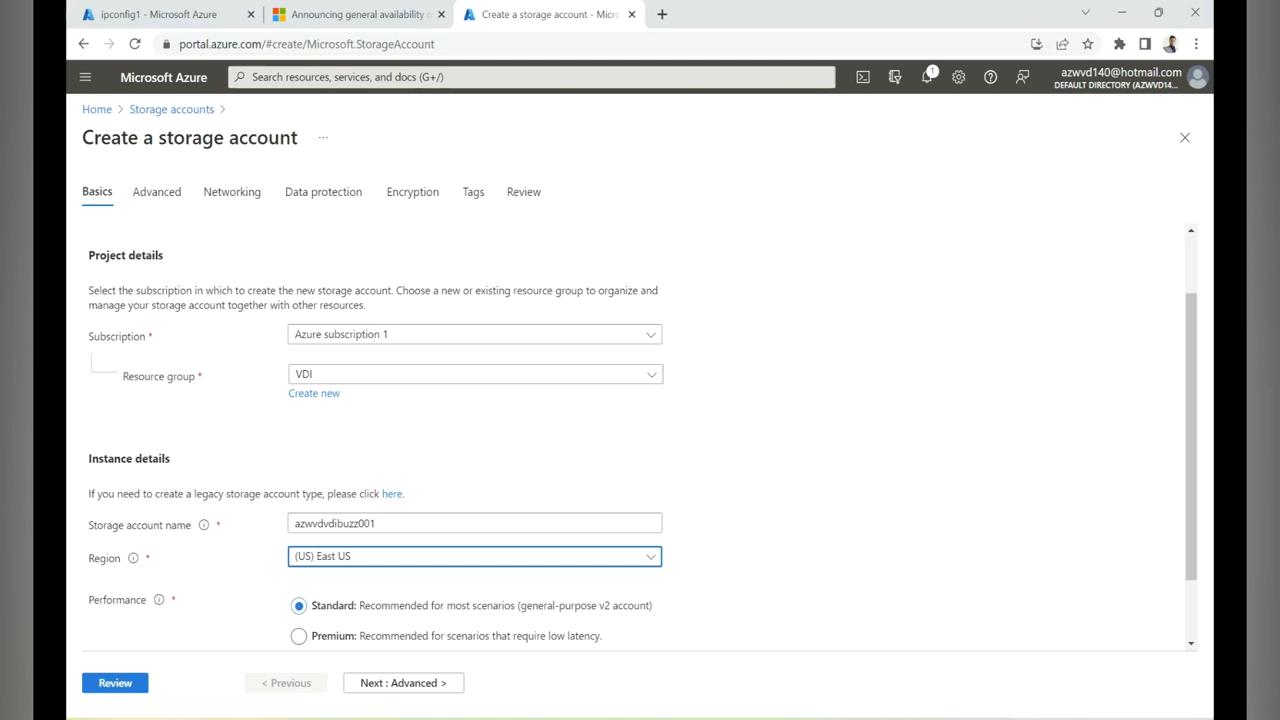 ipconfig1 - Microsoft Azure
Announcing general availability o
Create a storage account - Micro
portal.azure.com/#create/Microsoft.StorageAccount
Microsoft Azure
Search resources, services, and docs (G+/)
1
azwvd140@hotmail.com
DEFAULT DIRECTORY (AZWVD14...
Home > Storage accounts >
Create a storage account ...
Basics Advanced Networking Data protection Encryption Tags Review
Project details
Select the subscription in which to create the new storage account. Choose a new or existing resource group to organize and
manage your storage account together with other resources.
Subscription *
Azure subscription 1
Resource group *
VDI
Create new
Instance details
If you need to create a legacy storage account type, please click here.
Storage account name *
azwvdvdibuzz001
Region *
(US) East US
Performance *
Standard: Recommended for most scenarios (general-purpose v2 account)
Premium: Recommended for scenarios that require low latency.
Review
< Previous
Next : Advanced >